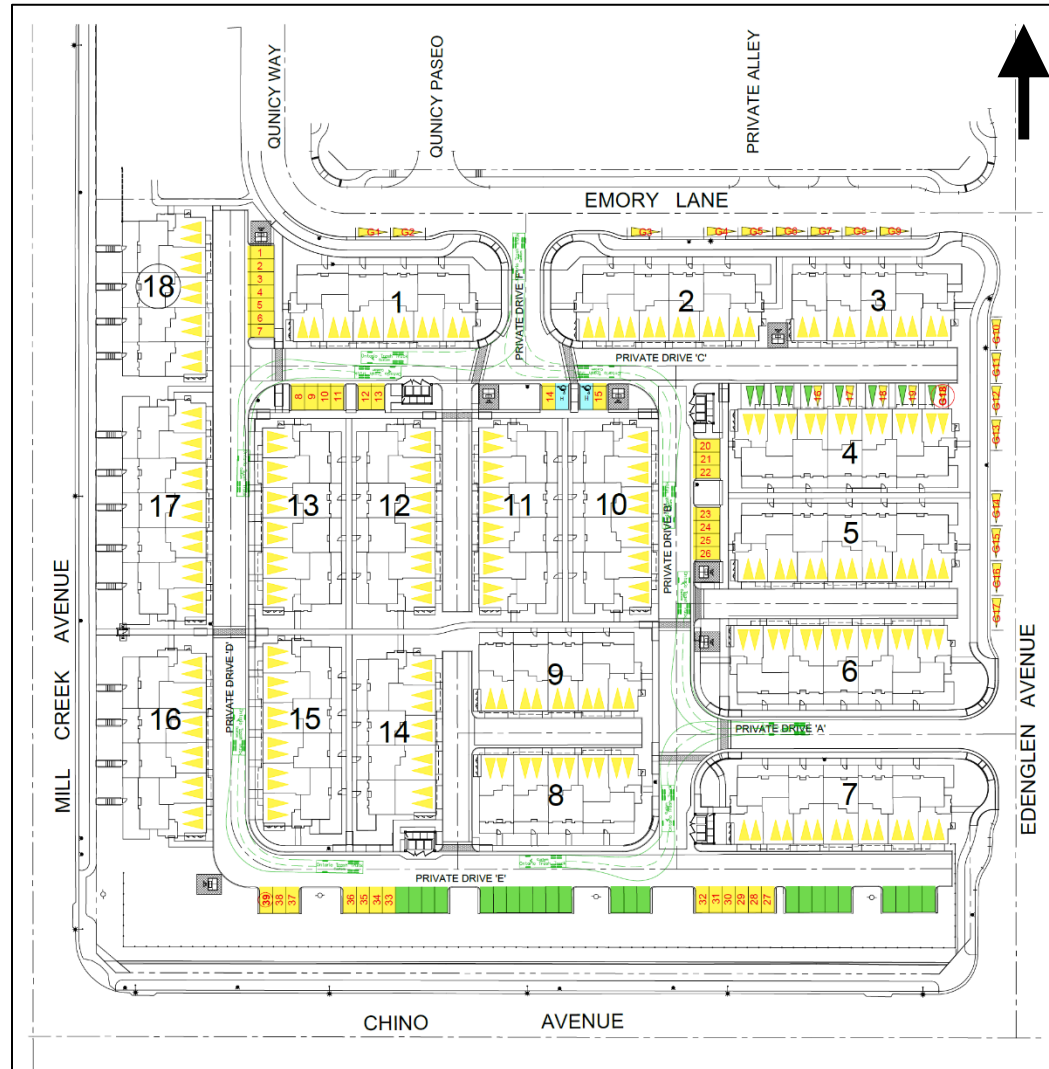 QUNICY WAY
QUNICY PASEO
PRIVATE ALLEY
EMORY LANE
G1
G2
G3
G4
G5
G6
G7
G8
G9
1
2
3
4
5
6
7
18
1
2
3
PRIVATE DRIVE 'F'
PRIVATE DRIVE 'C'
G10
G11
G12
G13
8
9
10
11
12
13
14
15
16
17
18
19
G18
20
21
22
4
17
13
12
11
10
PRIVATE DRIVE 'B'
23
24
25
26
5
G14
G15
G16
G17
MILL CREEK AVENUE
PRIVATE DRIVE 'D'
9
6
16
15
14
PRIVATE DRIVE 'A'
EDENGLEN AVENUE
8
7
PRIVATE DRIVE 'E'
39
38
37
36
35
34
33
32
31
30
29
28
27
CHINO AVENUE